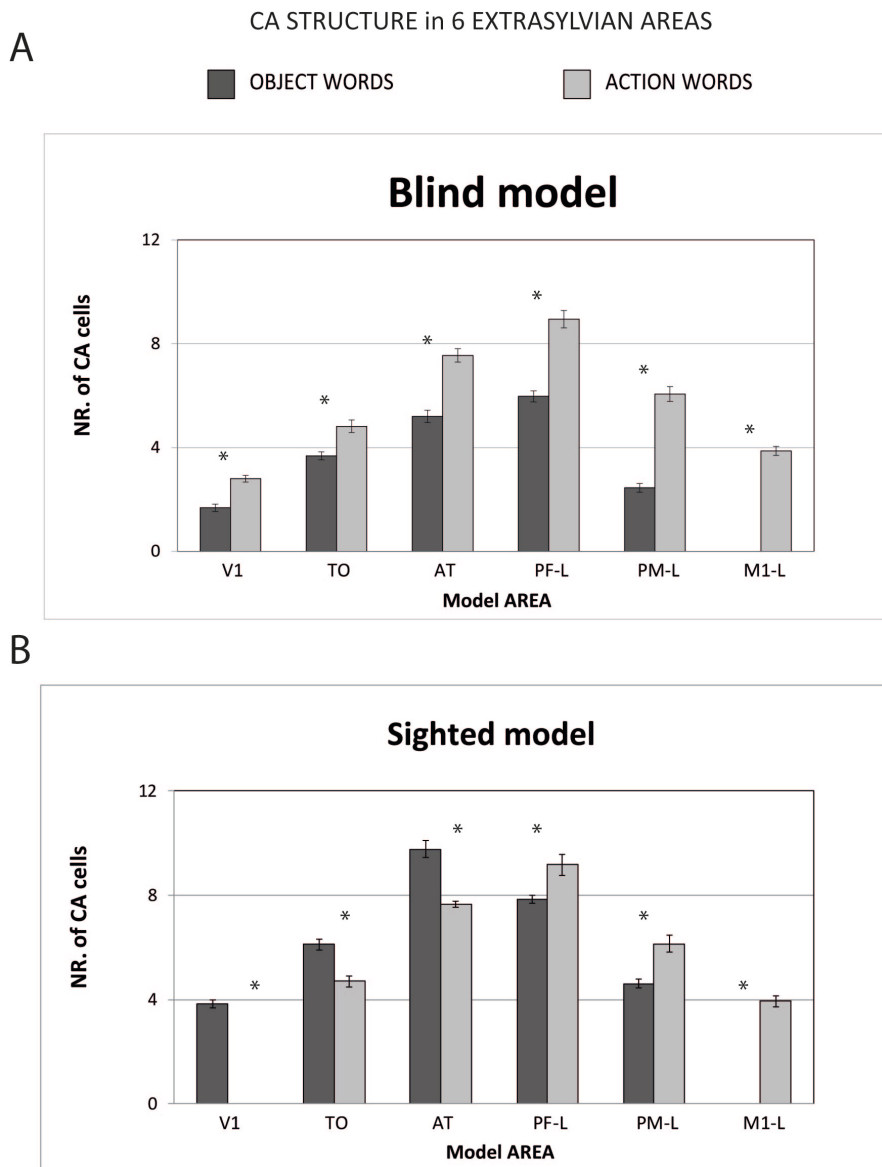 CA STRUCTURE in 6 EXTRASYLVIAN AREAS
A
OBJECT WORDS
ACTION WORDS
Blind model
NR. of CA cells
12
8
4
0
*
*
*
*
*
*
V1
TO
AT
PF-L
PM-L
M1-L
Model AREA
B
Sighted model
NR. of CA cells
12
8
4
0
*
*
*
*
*
*
V1
TO
AT
PF-L
PM-L
M1-L
Model AREA